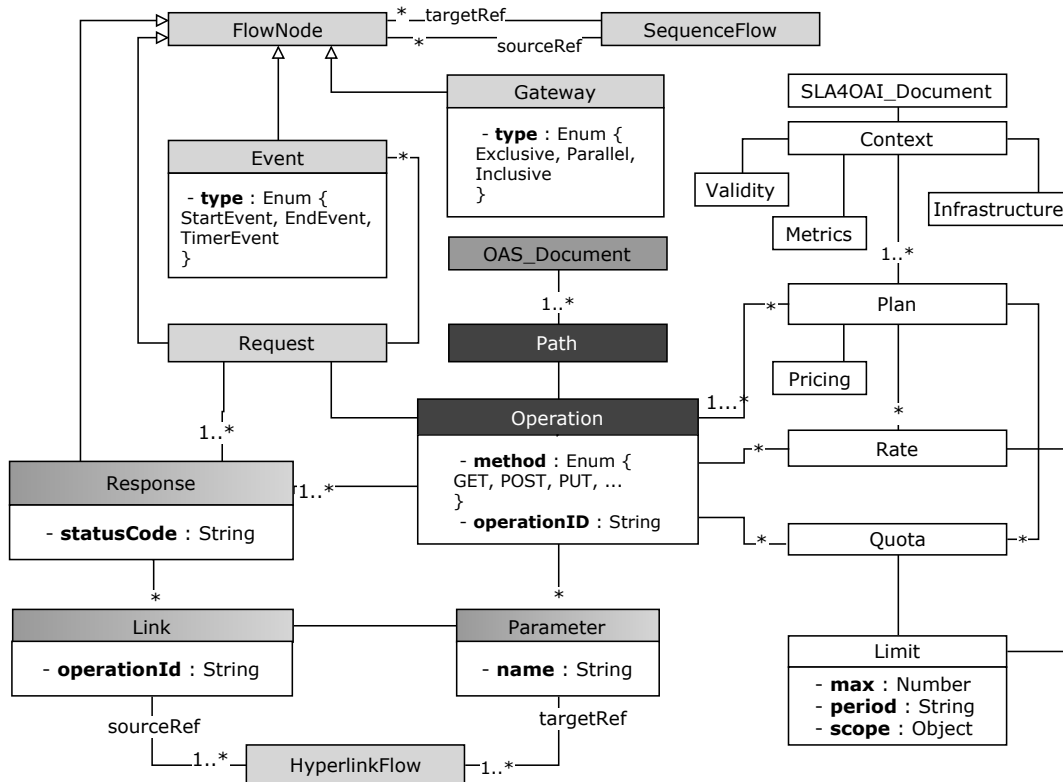 FlowNode
* targetRef
* sourceRef
SequenceFlow
Gateway
- type : Enum {
Exclusive, Parallel,
Inclusive
}
SLA4OAI_Document
Context
Validity
Metrics
Infrastructure
1..*
Event
*
- type : Enum {
StartEvent, EndEvent,
TimerEvent
}
OAS_Document
1..*
Path
Request
1..*
Plan
*
Pricing
*
Operation
1...*
- method : Enum {
GET, POST, PUT, ...
}
- operationID : String
*
Rate
*
Quota
*
Response
1..*
- statusCode : String
*
*
Link
- operationId : String
Parameter
- name : String
Limit
- max : Number
- period : String
- scope : Object
sourceRef
targetRef
1..*
HyperlinkFlow
1..*